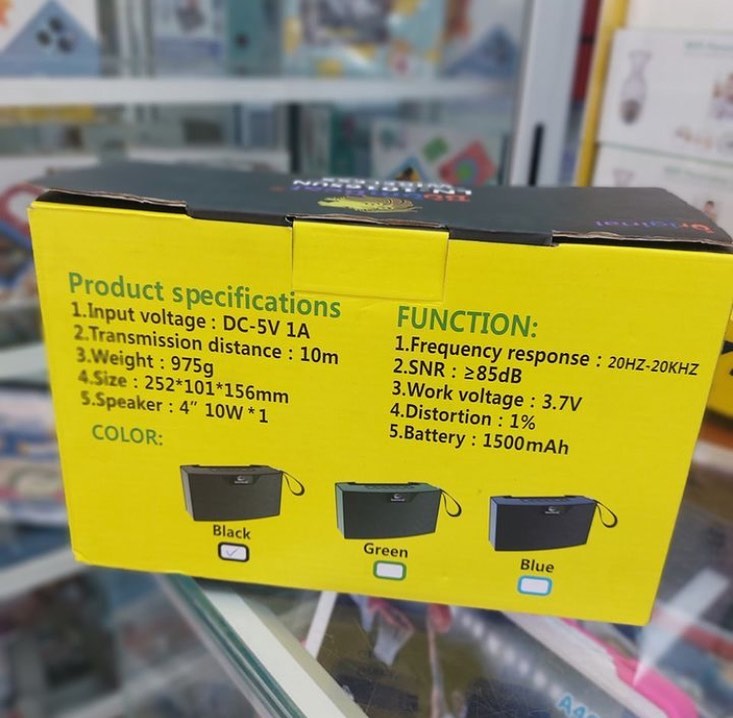 Original
Product specifications
1.Input voltage : DC-5V 1A
2.Transmission distance : 10m
3.Weight : 975g
4.Size : 252*101*156mm
5.Speaker : 4” 10W *1
COLOR:
FUNCTION:
1.Frequency response : 20HZ-20KHZ
2.SNR : ≥85dB
3.Work voltage : 3.7V
4.Distortion : 1%
5.Battery : 1500mAh
Black
Green
Blue